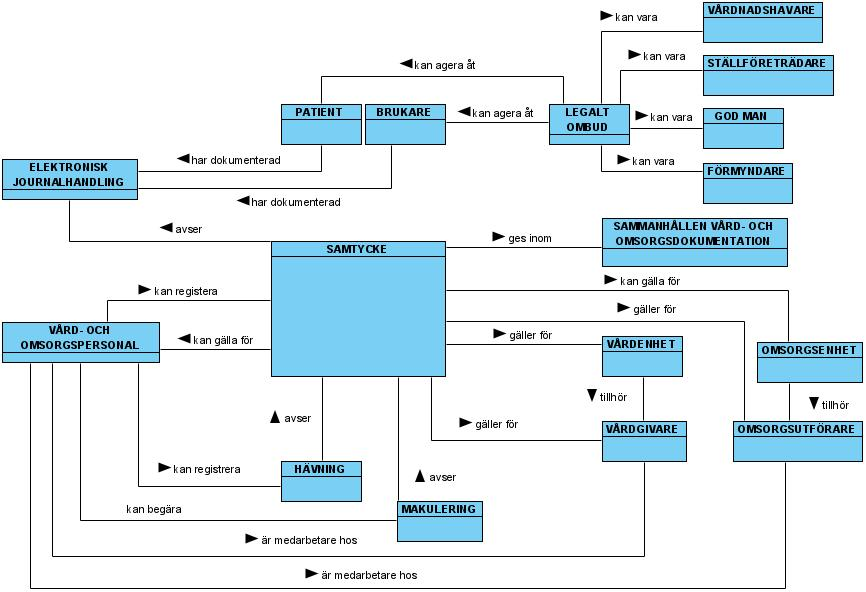 VÅRDNADSHAVARE
kan vara
kan vara
STÄLLFÖRETRÄDARE
kan agera åt
PATIENT
BRUKARE
kan agera åt
LEGALT
OMBUD
kan vara
GOD MAN
kan vara
FÖRMYNDARE
ELEKTRONISK
JOURNALHANDLING
har dokumenterad
har dokumenterad
avser
SAMTYCKE
ges inom
SAMMANHÅLLEN VÅRD- OCH
OMSORGSDOKUMENTATION
kan registera
kan gälla för
gäller för
VÅRD- OCH
OMSORGSPERSONAL
kan gälla för
gäller för
VÅRDENHET
OMSORGSENHET
tillhör
tillhör
avser
gäller för
VÅRDGIVARE
OMSORGSUTFÖRARE
kan registrera
HÄVNING
avser
kan begära
MAKULERING
är medarbetare hos
är medarbetare hos